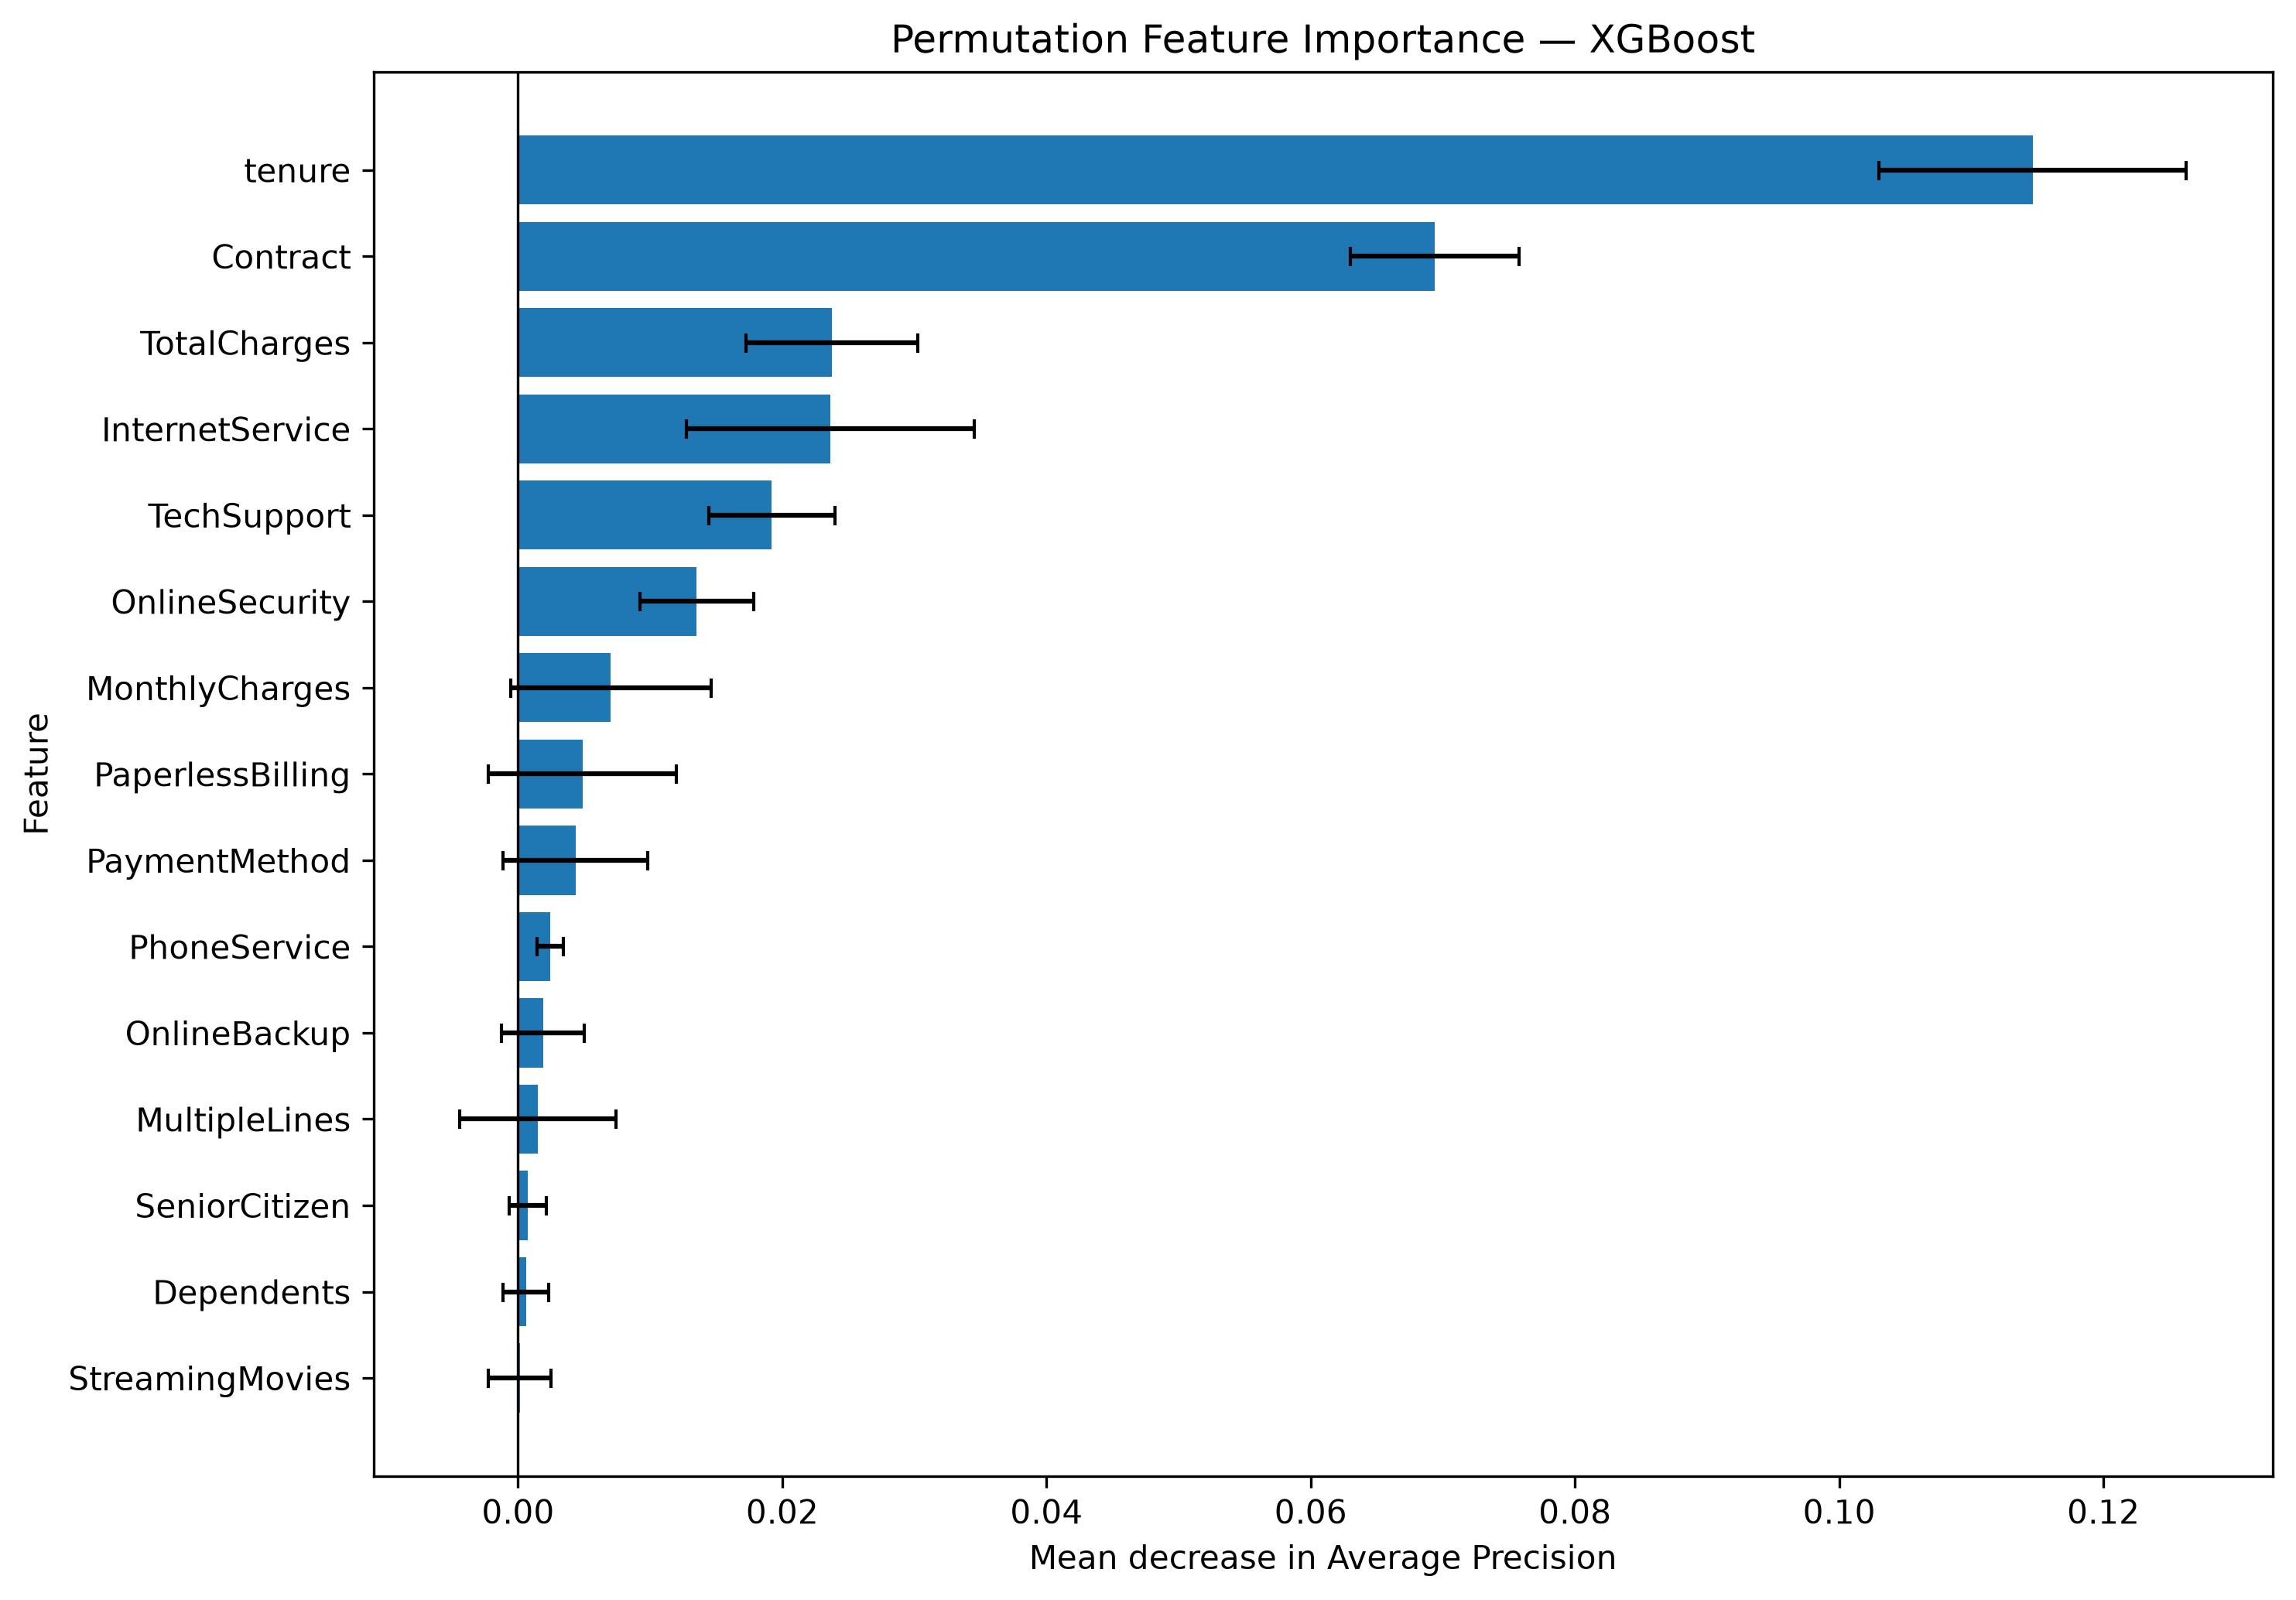 Permutation Feature Importance — XGBoost
Feature
tenure
Contract
TotalCharges
InternetService
TechSupport
OnlineSecurity
MonthlyCharges
PaperlessBilling
PaymentMethod
PhoneService
OnlineBackup
MultipleLines
SeniorCitizen
Dependents
StreamingMovies
0.00 0.02 0.04 0.06 0.08 0.10 0.12
Mean decrease in Average Precision